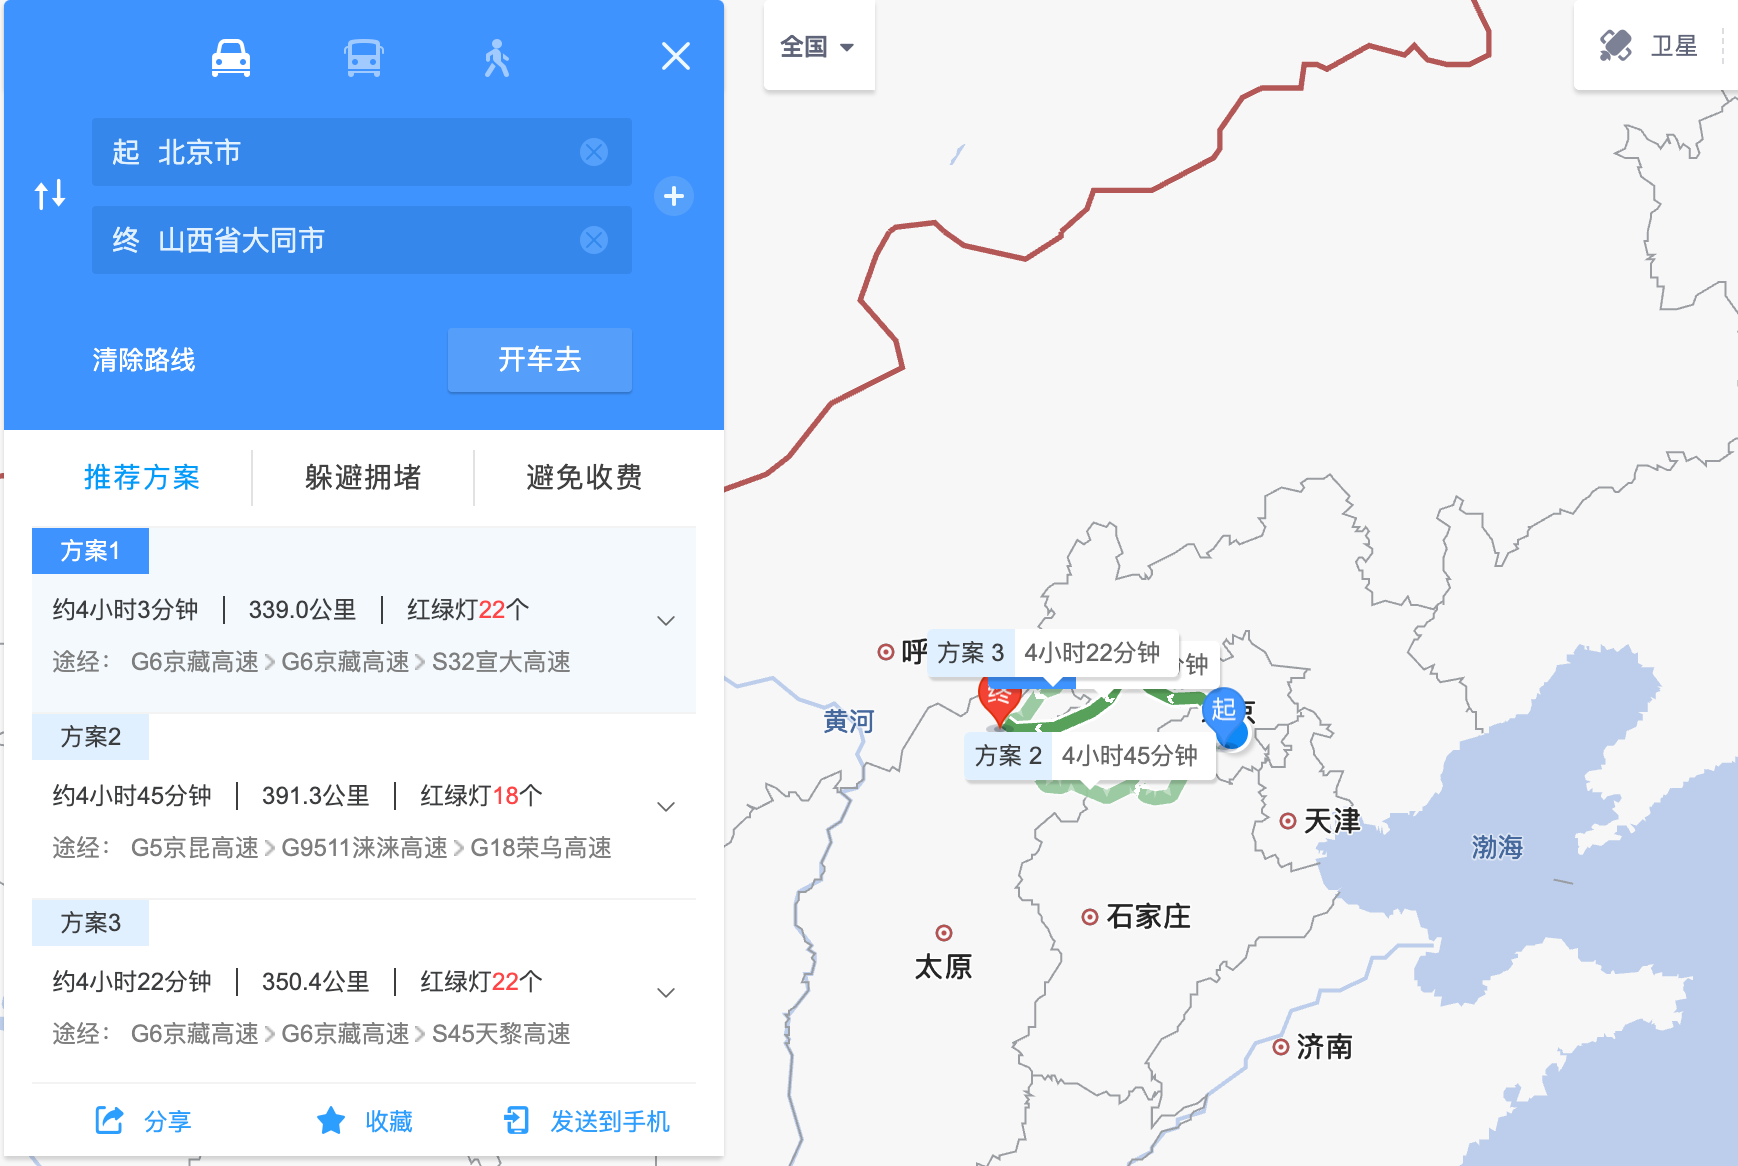 起 北京市
终 山西省大同市
清除路线
开车去
推荐方案
躲避拥堵
避免收费
方案1
约4小时3分钟 | 339.0公里 | 红绿灯22个
途经： G6京藏高速 > G6京藏高速 > S32宣大高速
方案2
约4小时45分钟 | 391.3公里 | 红绿灯18个
途经： G5京昆高速 > G9511涞涞高速 > G18荣乌高速
方案3
约4小时22分钟 | 350.4公里 | 红绿灯22个
途经： G6京藏高速 > G6京藏高速 > S45天黎高速
分享
收藏
发送到手机
全国
卫星
呼
方案 3 4小时22分钟
钟
终
起
京
黄河
方案 2 4小时45分钟
天津
渤海
石家庄
太原
济南